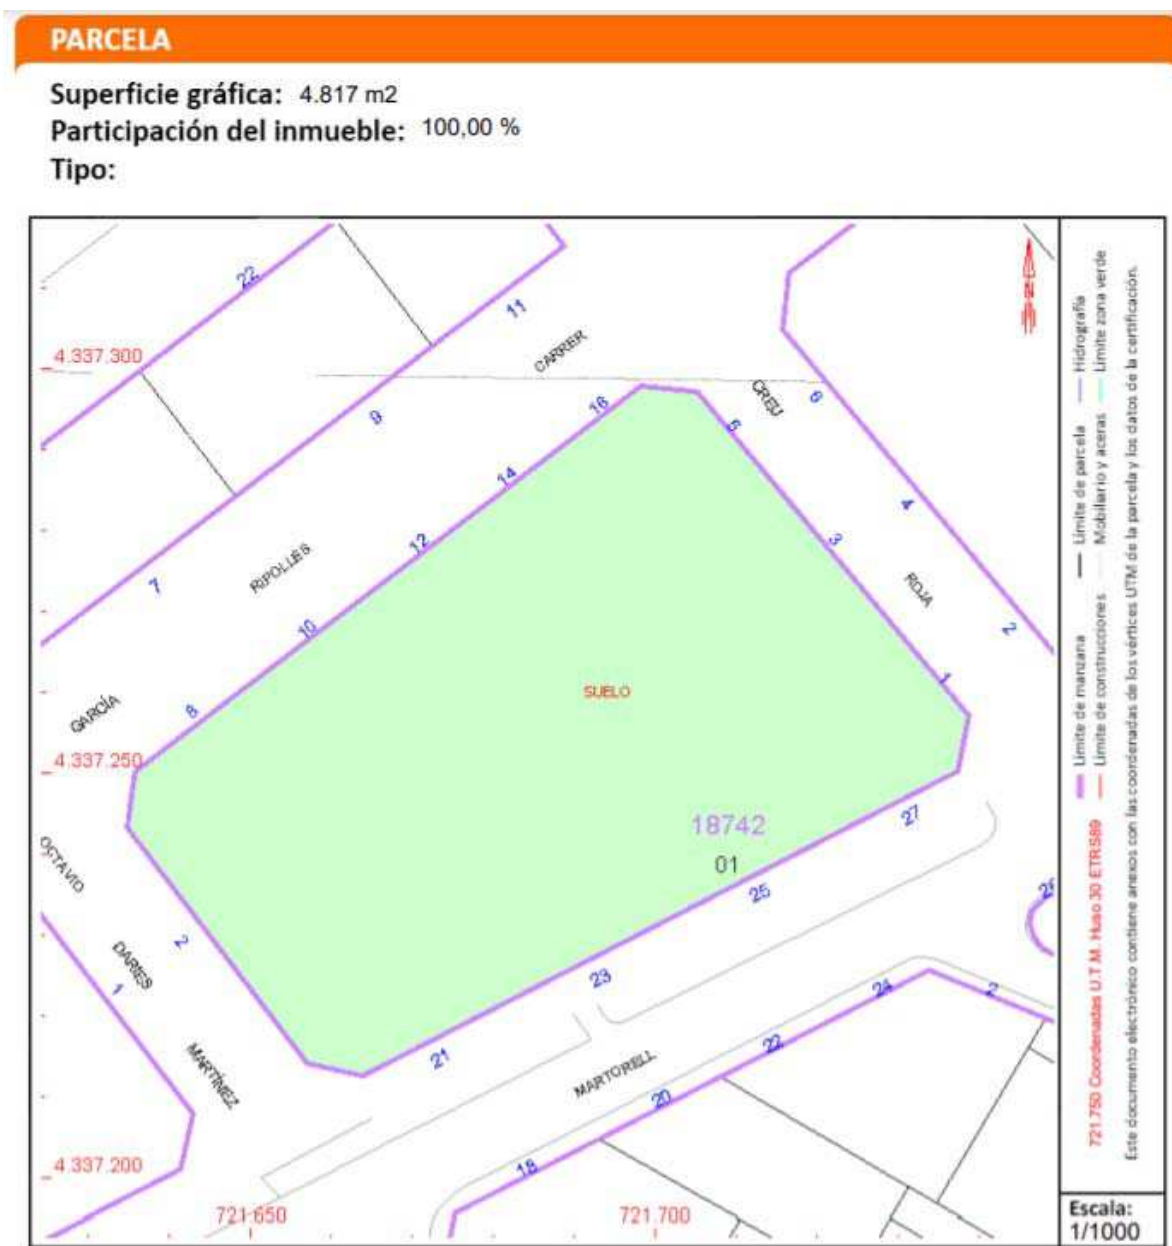 PARCELA
Superficie gráfica: 4.817 m2
Participación del inmueble: 100,00 %
Tipo:
22
11
CARRER
4.337.300
16
CREU
6
5
9
14
4
12
3
RIPOLLÉS
7
ROJA
10
2
1
SUELO
8
GARCÍA
4.337.250
18742
27
01
OCTAVIO
25
2
DARIES
1
23
24
2
21
22
MARTORELL
MARTÍNEZ
20
18
4.337.200
721.650
721.700
Límite de manzana
Límite de parcela
Hidrografía
Límite de construcciones
Mobiliario y aceras
Límite zona verde
721.750 Coordenadas U.T.M. Huso 30 ETRS89
Este documento electrónico contiene anexos con las coordenadas de los vértices UTM de la parcela y los datos de la certificación.
Escala:
1/1000